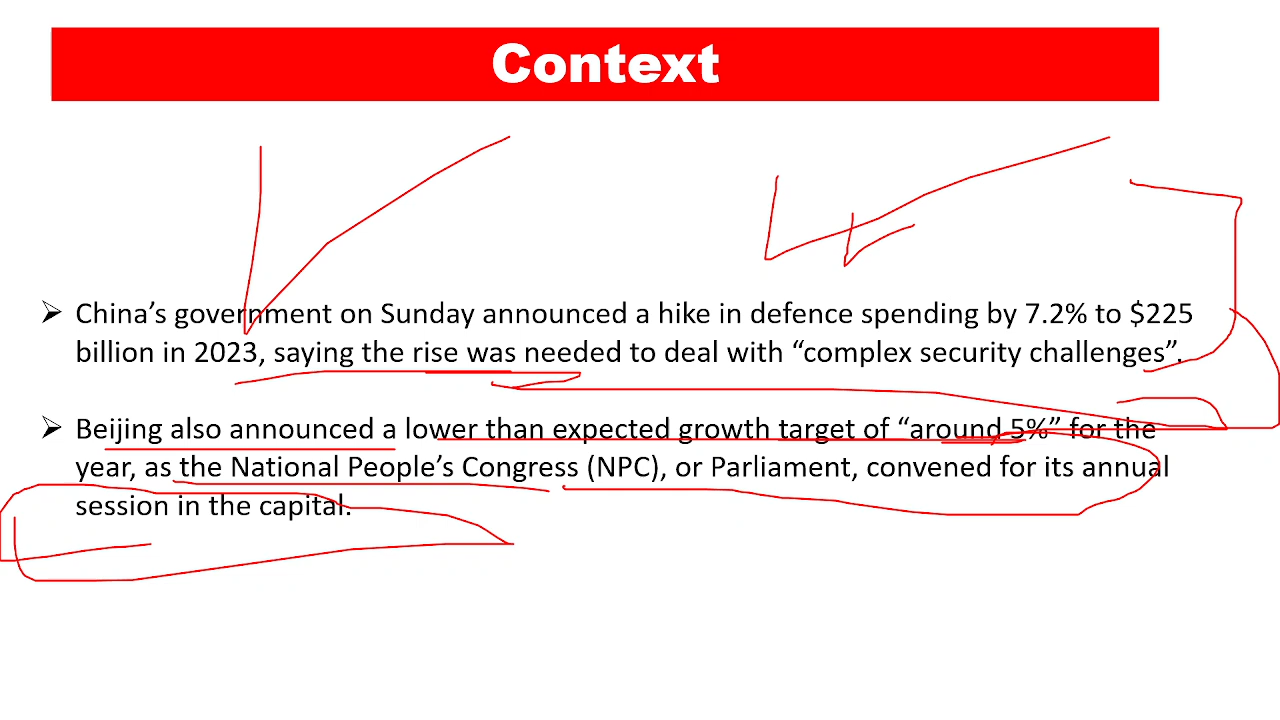 Context
➢ China’s government on Sunday announced a hike in defence spending by 7.2% to $225
billion in 2023, saying the rise was needed to deal with “complex security challenges”.
➢ Beijing also announced a lower than expected growth target of “around 5%” for the
year, as the National People’s Congress (NPC), or Parliament, convened for its annual
session in the capital.